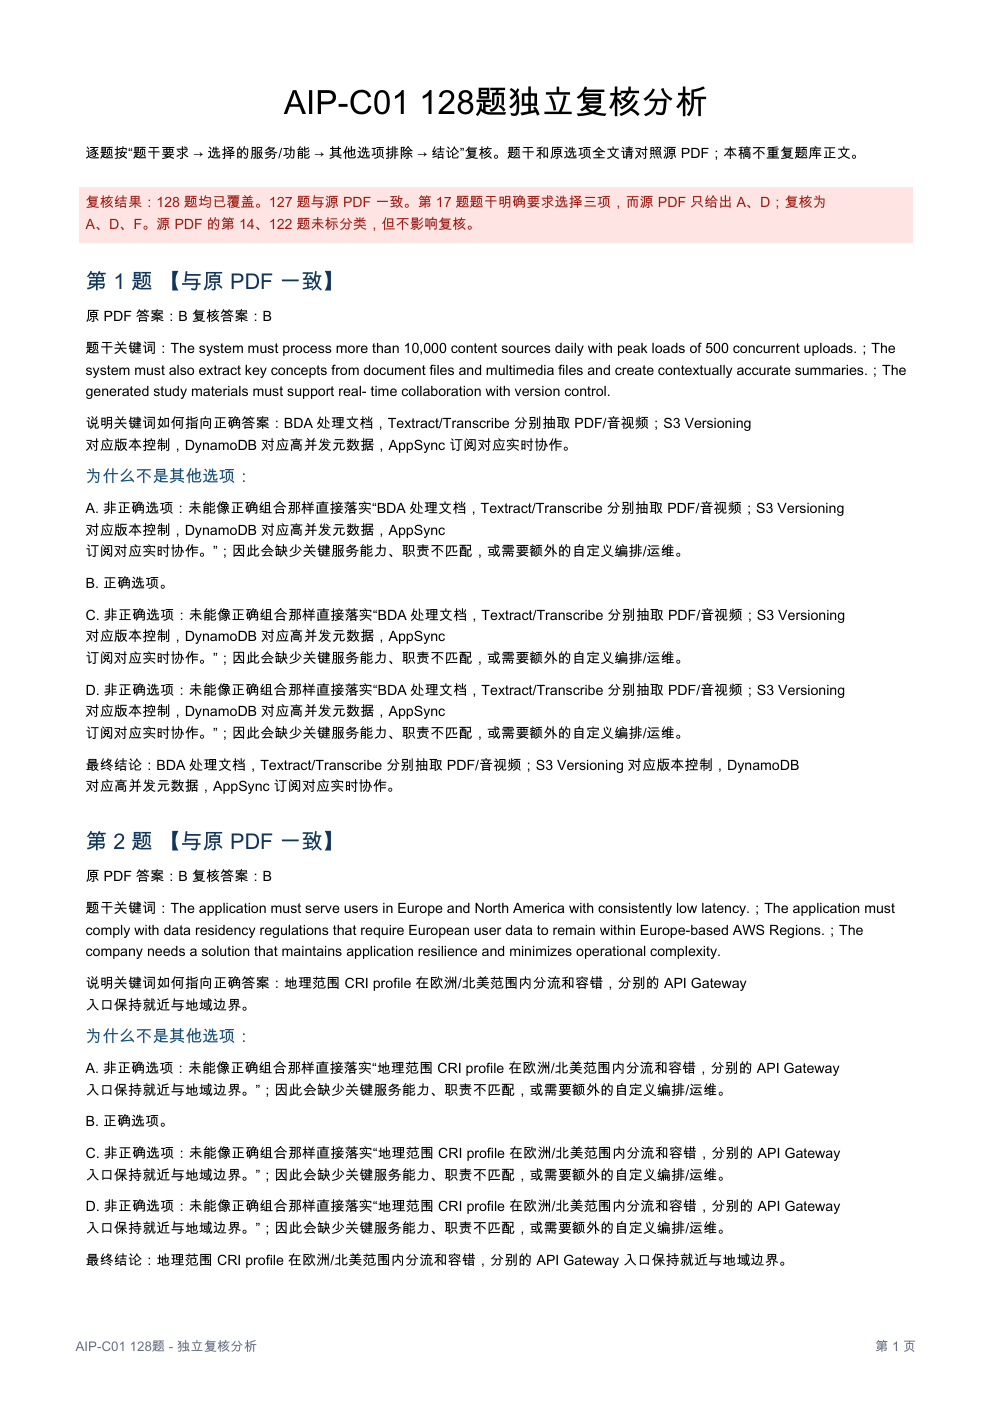 AIP-C01 128题独立复核分析
逐题按“题干要求 → 选择的服务/功能 → 其他选项排除 → 结论”复核。题干和原选项全文请对照源 PDF；本稿不重复题库正文。
复核结果：128 题均已覆盖。127 题与源 PDF 一致。第 17 题题干明确要求选择三项，而源 PDF 只给出 A、D；复核为
A、D、F。源 PDF 的第 14、122 题未标分类，但不影响复核。
第 1 题 【与原 PDF 一致】
原 PDF 答案：B 复核答案：B
题干关键词：The system must process more than 10,000 content sources daily with peak loads of 500 concurrent uploads.；The
system must also extract key concepts from document files and multimedia files and create contextually accurate summaries.；The
generated study materials must support real- time collaboration with version control.
说明关键词如何指向正确答案：BDA 处理文档，Textract/Transcribe 分别抽取 PDF/音视频；S3 Versioning
对应版本控制，DynamoDB 对应高并发元数据，AppSync 订阅对应实时协作。
为什么不是其他选项：
A. 非正确选项：未能像正确组合那样直接落实“BDA 处理文档，Textract/Transcribe 分别抽取 PDF/音视频；S3 Versioning
对应版本控制，DynamoDB 对应高并发元数据，AppSync
订阅对应实时协作。”；因此会缺少关键服务能力、职责不匹配，或需要额外的自定义编排/运维。
B. 正确选项。
C. 非正确选项：未能像正确组合那样直接落实“BDA 处理文档，Textract/Transcribe 分别抽取 PDF/音视频；S3 Versioning
对应版本控制，DynamoDB 对应高并发元数据，AppSync
订阅对应实时协作。”；因此会缺少关键服务能力、职责不匹配，或需要额外的自定义编排/运维。
D. 非正确选项：未能像正确组合那样直接落实“BDA 处理文档，Textract/Transcribe 分别抽取 PDF/音视频；S3 Versioning
对应版本控制，DynamoDB 对应高并发元数据，AppSync
订阅对应实时协作。”；因此会缺少关键服务能力、职责不匹配，或需要额外的自定义编排/运维。
最终结论：BDA 处理文档，Textract/Transcribe 分别抽取 PDF/音视频；S3 Versioning 对应版本控制，DynamoDB
对应高并发元数据，AppSync 订阅对应实时协作。
第 2 题 【与原 PDF 一致】
原 PDF 答案：B 复核答案：B
题干关键词：The application must serve users in Europe and North America with consistently low latency.；The application must
comply with data residency regulations that require European user data to remain within Europe-based AWS Regions.；The
company needs a solution that maintains application resilience and minimizes operational complexity.
说明关键词如何指向正确答案：地理范围 CRI profile 在欧洲/北美范围内分流和容错，分别的 API Gateway
入口保持就近与地域边界。
为什么不是其他选项：
A. 非正确选项：未能像正确组合那样直接落实“地理范围 CRI profile 在欧洲/北美范围内分流和容错，分别的 API Gateway
入口保持就近与地域边界。”；因此会缺少关键服务能力、职责不匹配，或需要额外的自定义编排/运维。
B. 正确选项。
C. 非正确选项：未能像正确组合那样直接落实“地理范围 CRI profile 在欧洲/北美范围内分流和容错，分别的 API Gateway
入口保持就近与地域边界。”；因此会缺少关键服务能力、职责不匹配，或需要额外的自定义编排/运维。
D. 非正确选项：未能像正确组合那样直接落实“地理范围 CRI profile 在欧洲/北美范围内分流和容错，分别的 API Gateway
入口保持就近与地域边界。”；因此会缺少关键服务能力、职责不匹配，或需要额外的自定义编排/运维。
最终结论：地理范围 CRI profile 在欧洲/北美范围内分流和容错，分别的 API Gateway 入口保持就近与地域边界。
AIP-C01 128题 - 独立复核分析
第 1 页